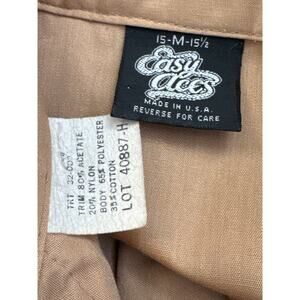 15-M-15½
Easy Aces
MADE IN U.S.A.
REVERSE FOR CARE
TRIM 80% ACETATE
20% NYLON
BODY 65% POLYESTER
35% COTTON
LOT 40887-H